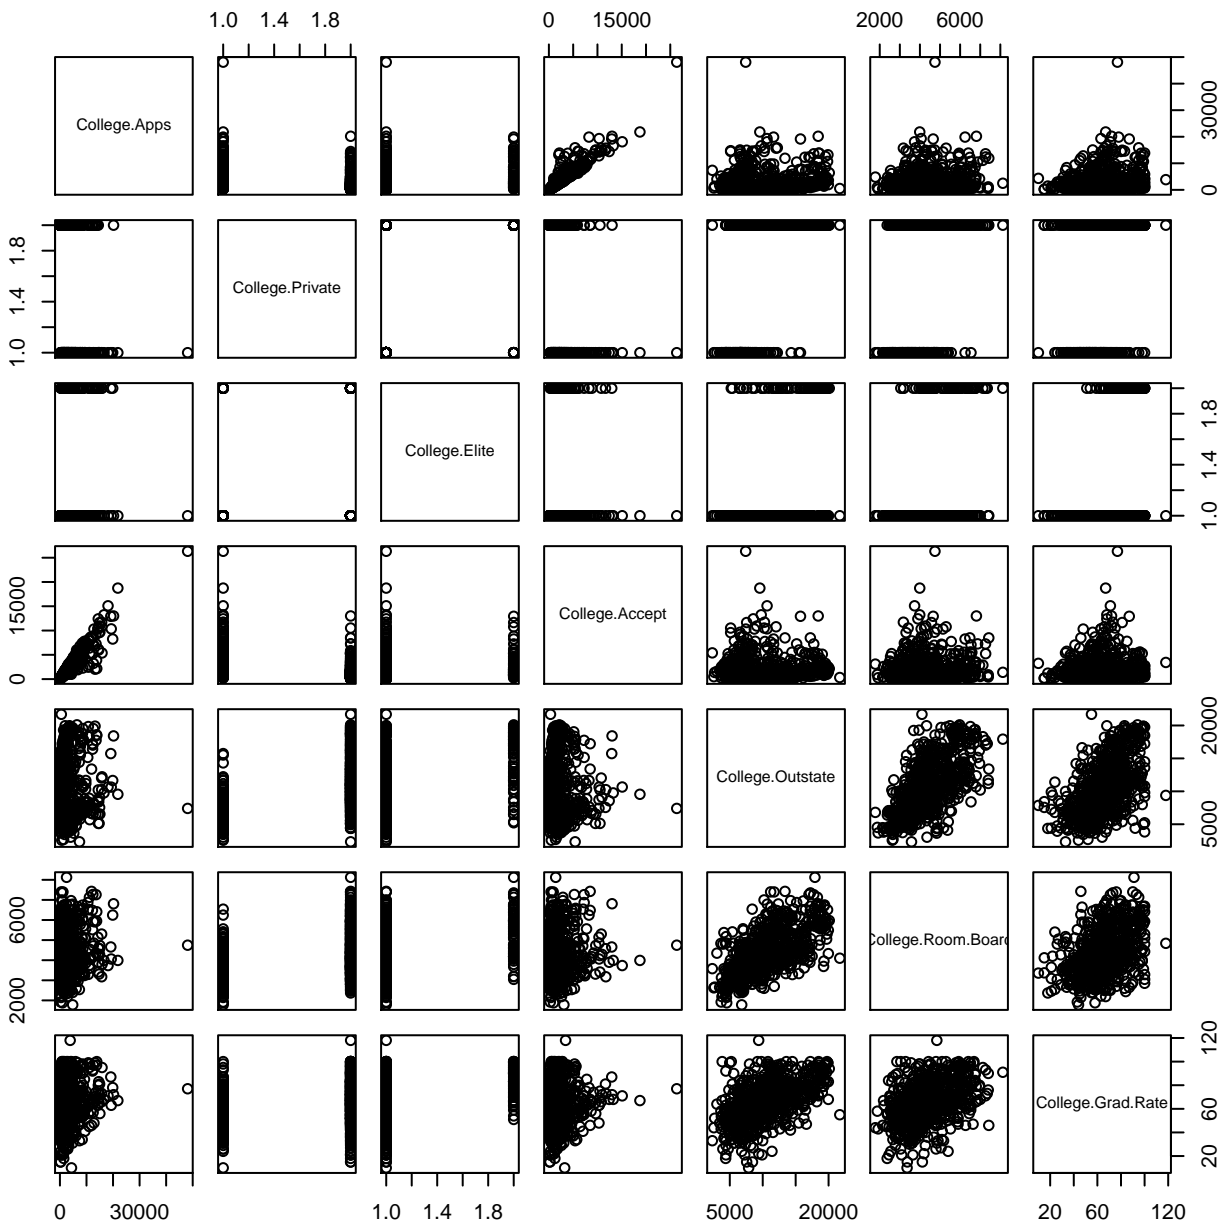 1.0 1.4 1.8 0 15000 2000 6000
College.Apps
0 30000
1.0 1.4 1.8
College.Private
College.Elite
1.0 1.4 1.8
0 15000
College.Accept
College.Outstate
5000 20000
2000 6000
College.Room.Board
College.Grad.Rate
20 60 120
0 30000 1.0 1.4 1.8 5000 20000 20 60 120